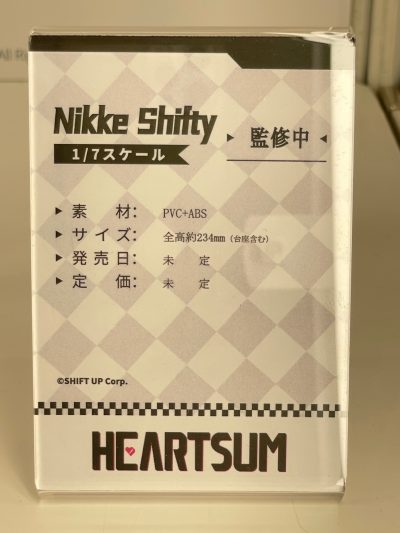 All Ri
Nikke Shifty
1/7スケール
▶ 監修中 ◀
▶ 素 材: PVC+ABS
▶ サイズ: 全高約234mm (台座含む)
▶ 発売日: 未 定
▶ 定 価: 未 定
©SHIFT UP Corp.
HEARTSUM